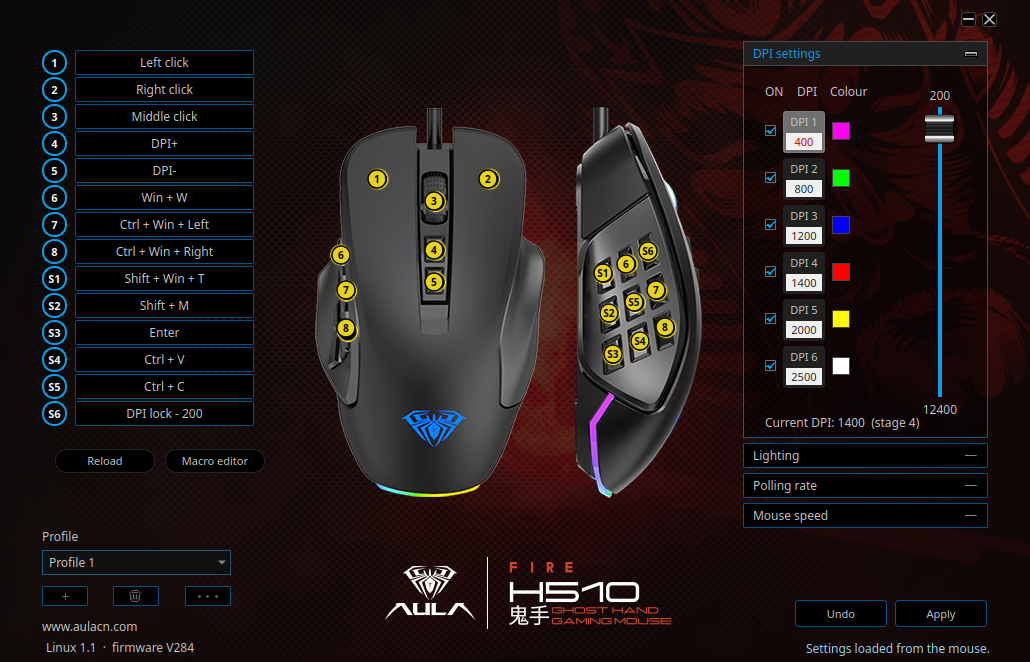 1 Left click
2 Right click
3 Middle click
4 DPI+
5 DPI-
6 Win + W
7 Ctrl + Win + Left
8 Ctrl + Win + Right
S1 Shift + Win + T
S2 Shift + M
S3 Enter
S4 Ctrl + V
S5 Ctrl + C
S6 DPI lock - 200
Reload Macro editor
Profile
Profile 1
+ ...
www.aulacn.com
Linux 1.1 · firmware V284
1 2
3
4
5
6
7
8
S6
6
S1
7
S5
S2
8
S4
S3
AULA
FIRE
H510
鬼手 GHOST HAND
GAMING MOUSE
DPI settings
ON DPI Colour
200
DPI 1
400
DPI 2
800
DPI 3
1200
DPI 4
1400
DPI 5
2000
DPI 6
2500
12400
Current DPI: 1400 (stage 4)
Lighting
Polling rate
Mouse speed
Undo Apply
Settings loaded from the mouse.